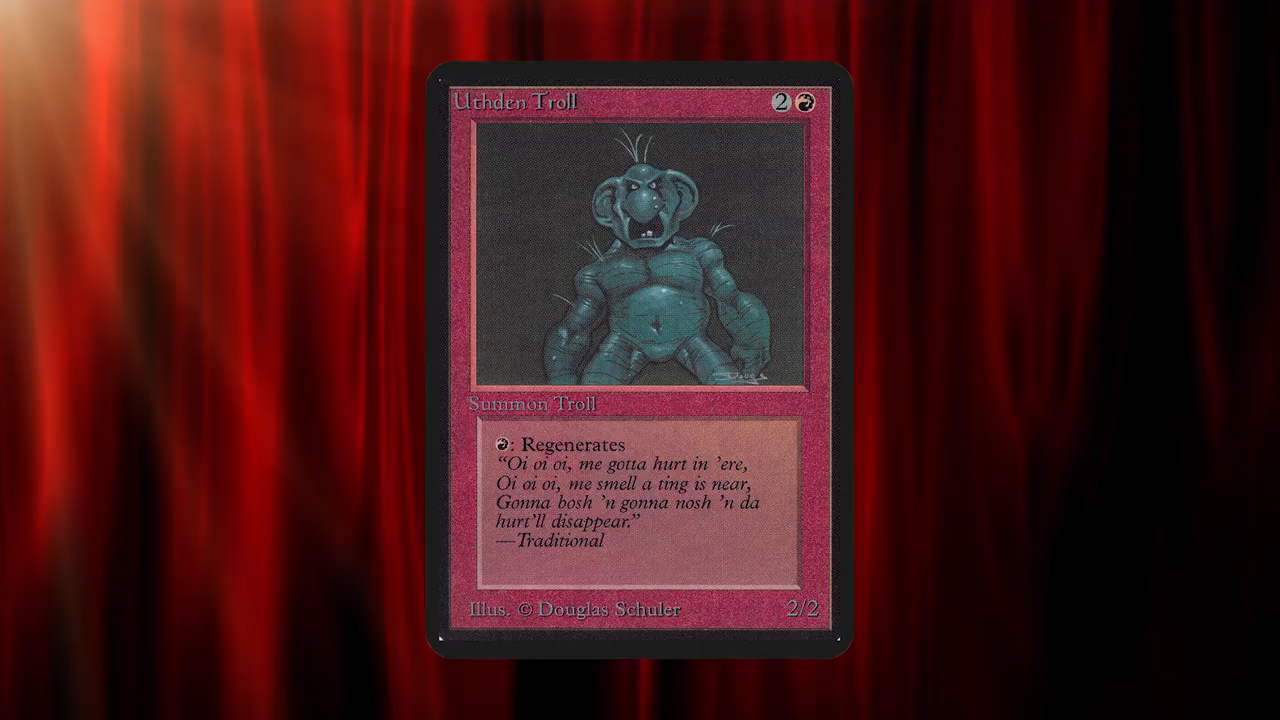 Uthden Troll 2
Summon Troll
: Regenerates
“Oi oi oi, me gotta hurt in ’ere,
Oi oi oi, me smell a ting is near,
Gonna bosh ’n gonna nosh ’n da
hurt’ll disappear.”
—Traditional
Illus. © Douglas Schuler 2/2